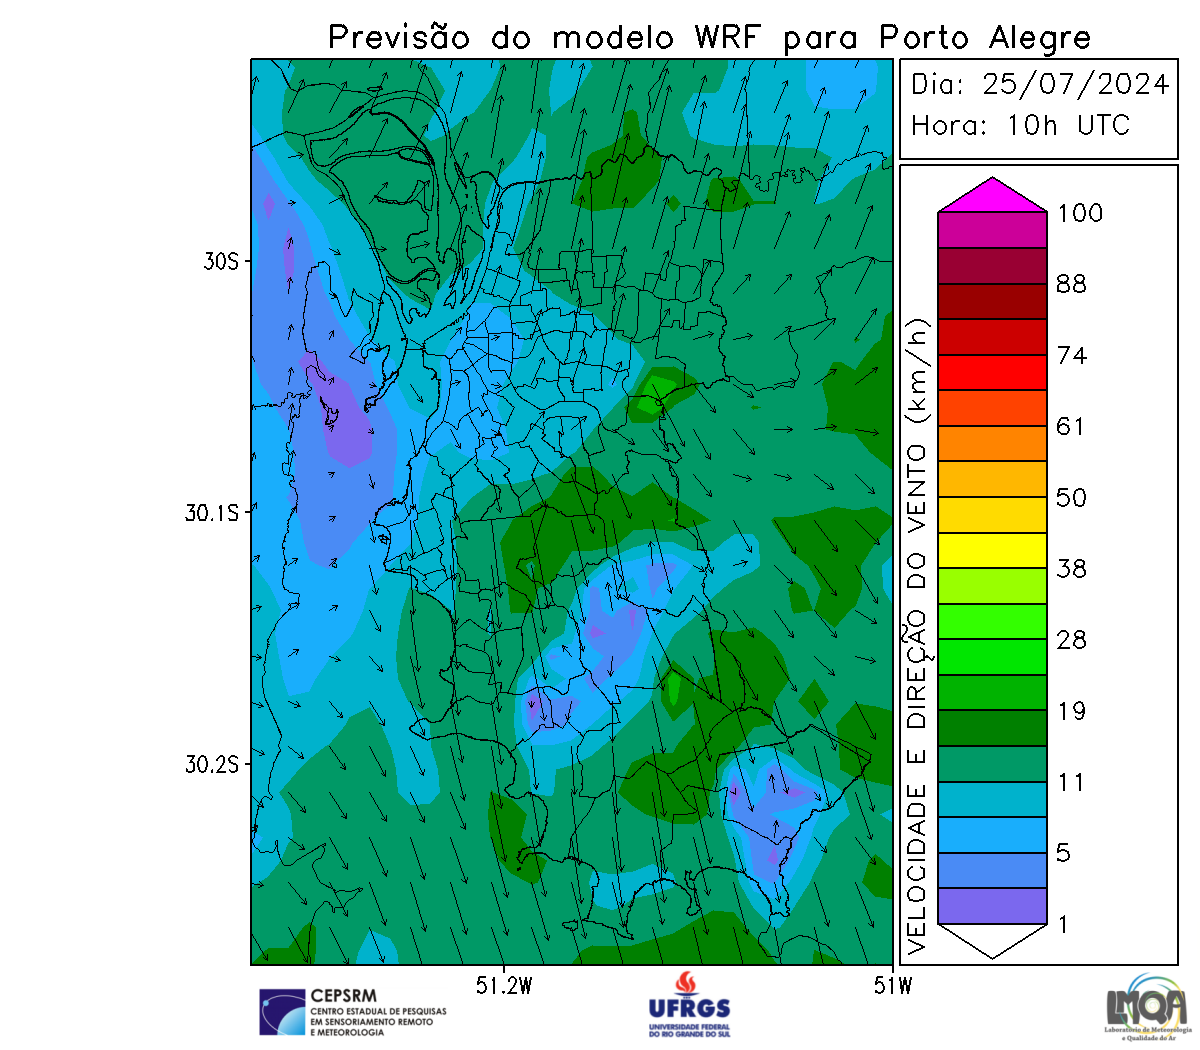 Previsão do modelo WRF para Porto Alegre
Dia: 25/07/2024
Hora: 10h UTC
30S
30.1S
30.2S
51.2W
51W
VELOCIDADE E DIREÇÃO DO VENTO (km/h)
100
88
74
61
50
38
28
19
11
5
1
CEPSRM
CENTRO ESTADUAL DE PESQUISAS
EM SENSORIAMENTO REMOTO
E METEOROLOGIA
UFRGS
UNIVERSIDADE FEDERAL
DO RIO GRANDE DO SUL
LMQA
Laboratório de Meteorologia
e Qualidade do Ar